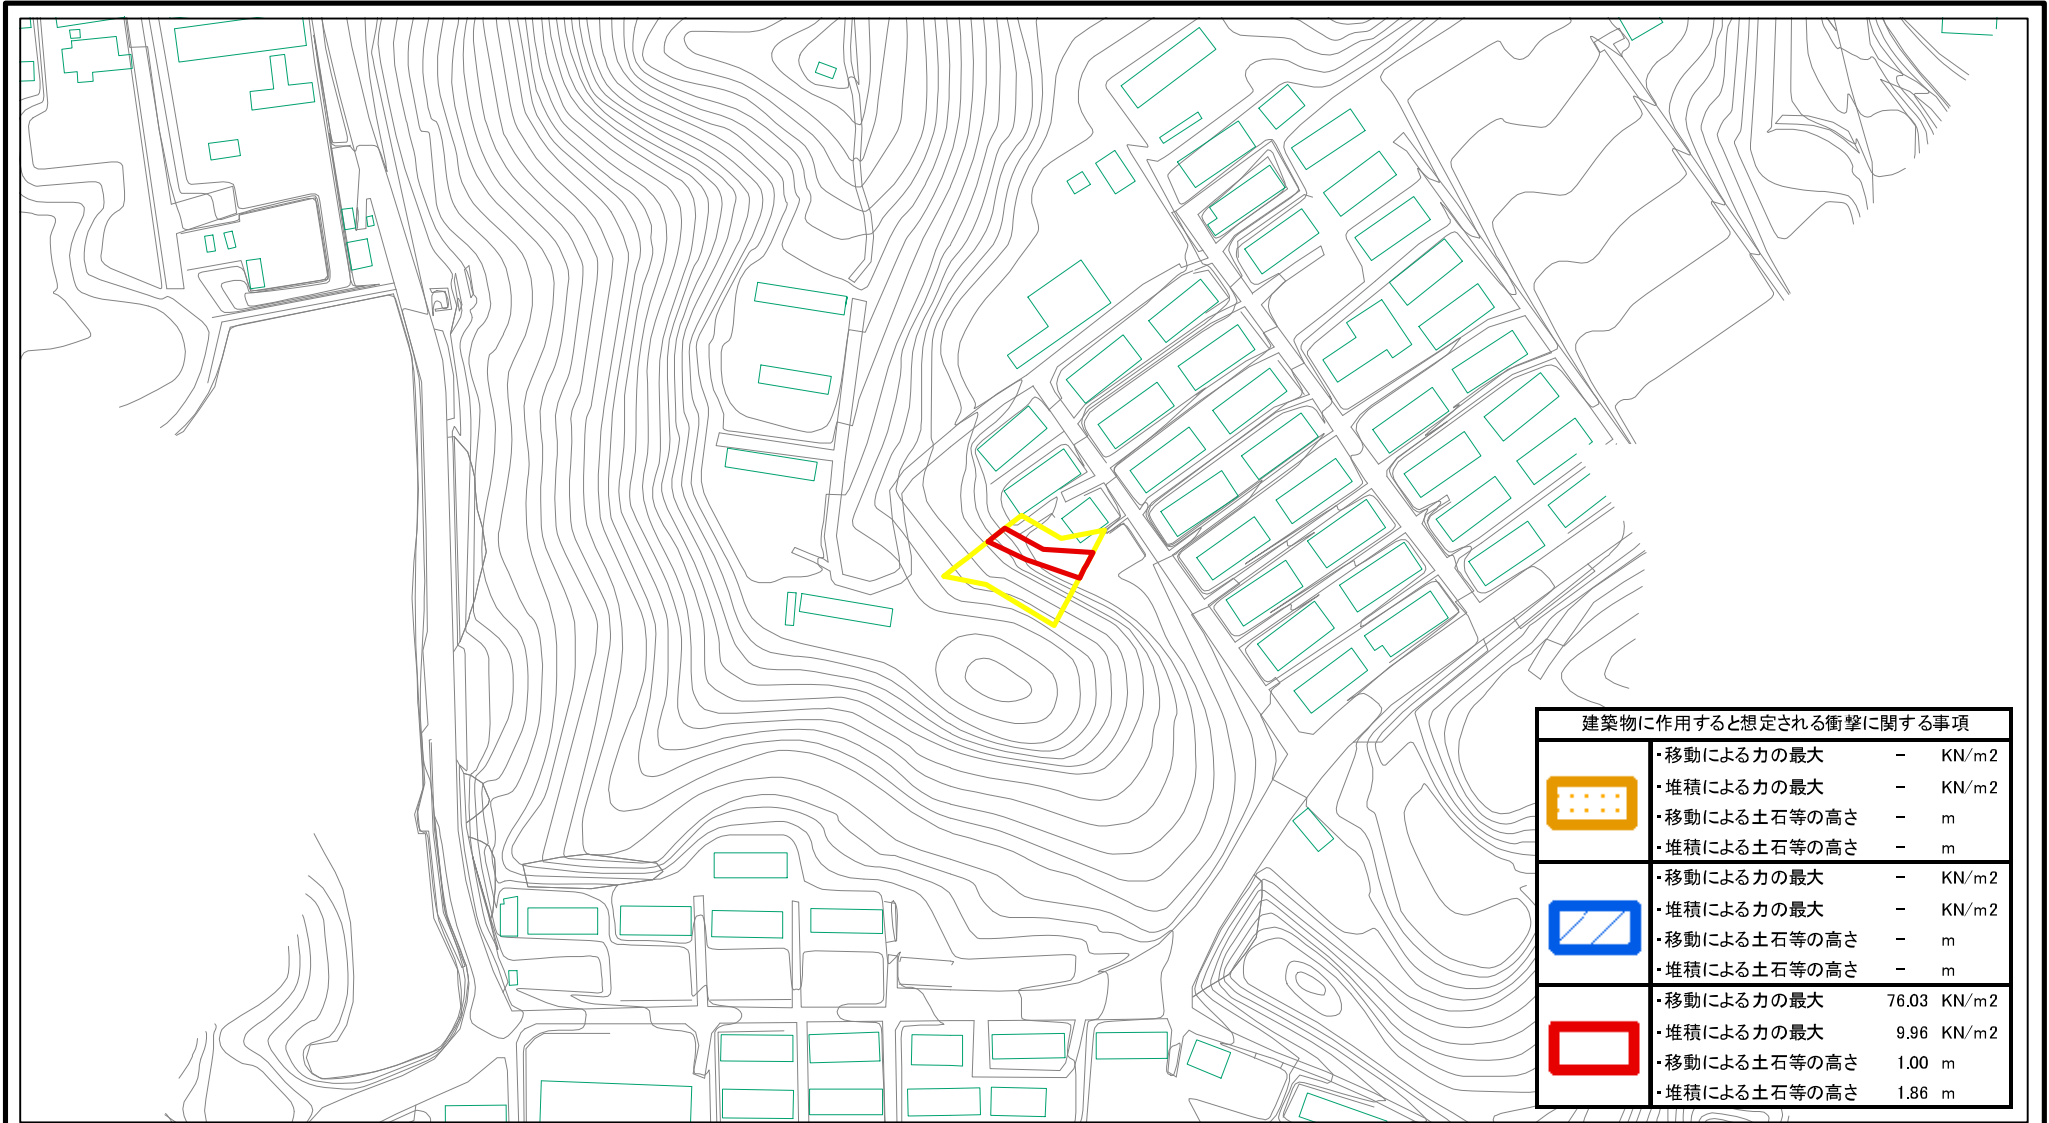 建築物に作用すると想定される衝撃に関する事項
・移動による力の最大 － KN/m2
・堆積による力の最大 － KN/m2
・移動による土石等の高さ － m
・堆積による土石等の高さ － m
・移動による力の最大 － KN/m2
・堆積による力の最大 － KN/m2
・移動による土石等の高さ － m
・堆積による土石等の高さ － m
・移動による力の最大 76.03 KN/m2
・堆積による力の最大 9.96 KN/m2
・移動による土石等の高さ 1.00 m
・堆積による土石等の高さ 1.86 m